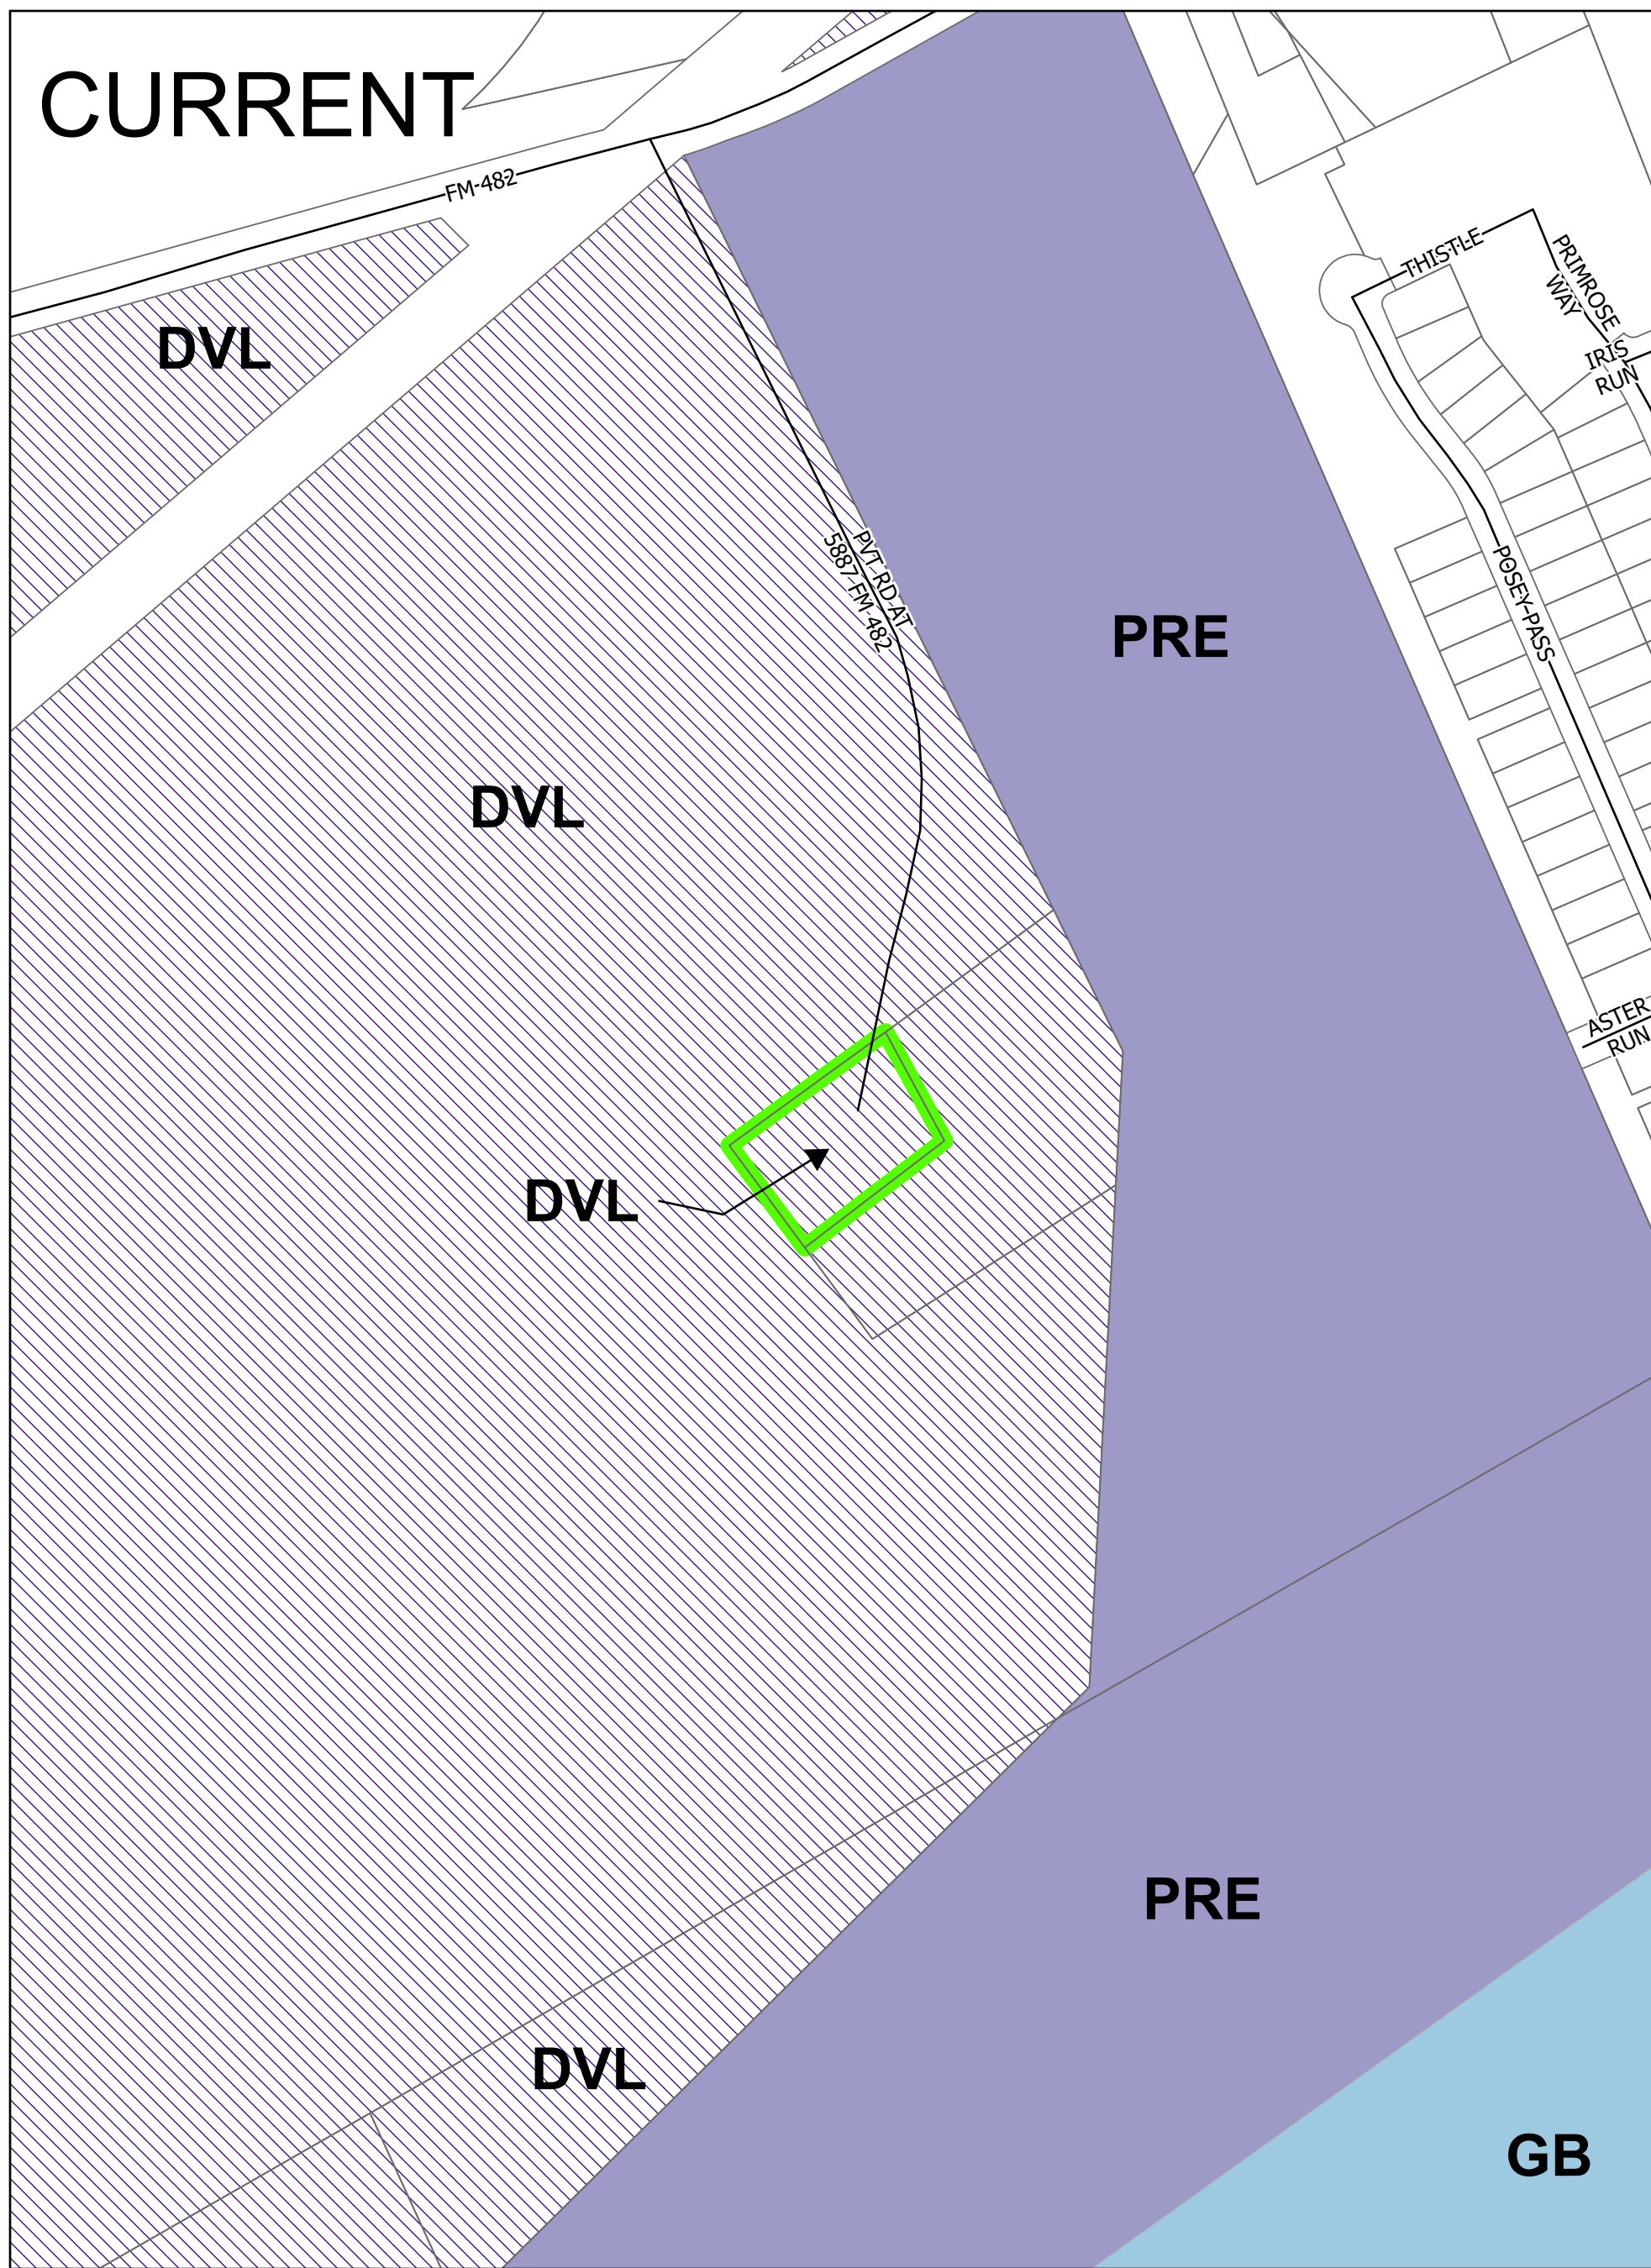 CURRENT
FM-482
THISTLE
PRIMROSE
WAY
DVL
IRIS
RUN
PVT RD AT
5887 FM-482
POSEY-PASS
PRE
DVL
ASTER
RUN
DVL
PRE
DVL
GB